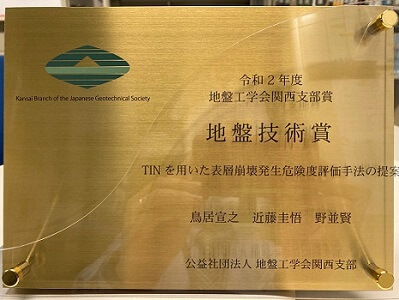 Kansai Branch of the Japanese Geotechnical Society
令和2年度
地盤工学会関西支部賞
地盤技術賞
TINを用いた表層崩壊発生危険度評価手法の提案
鳥居宣之 近藤圭悟 野並賢
公益社団法人 地盤工学会関西支部